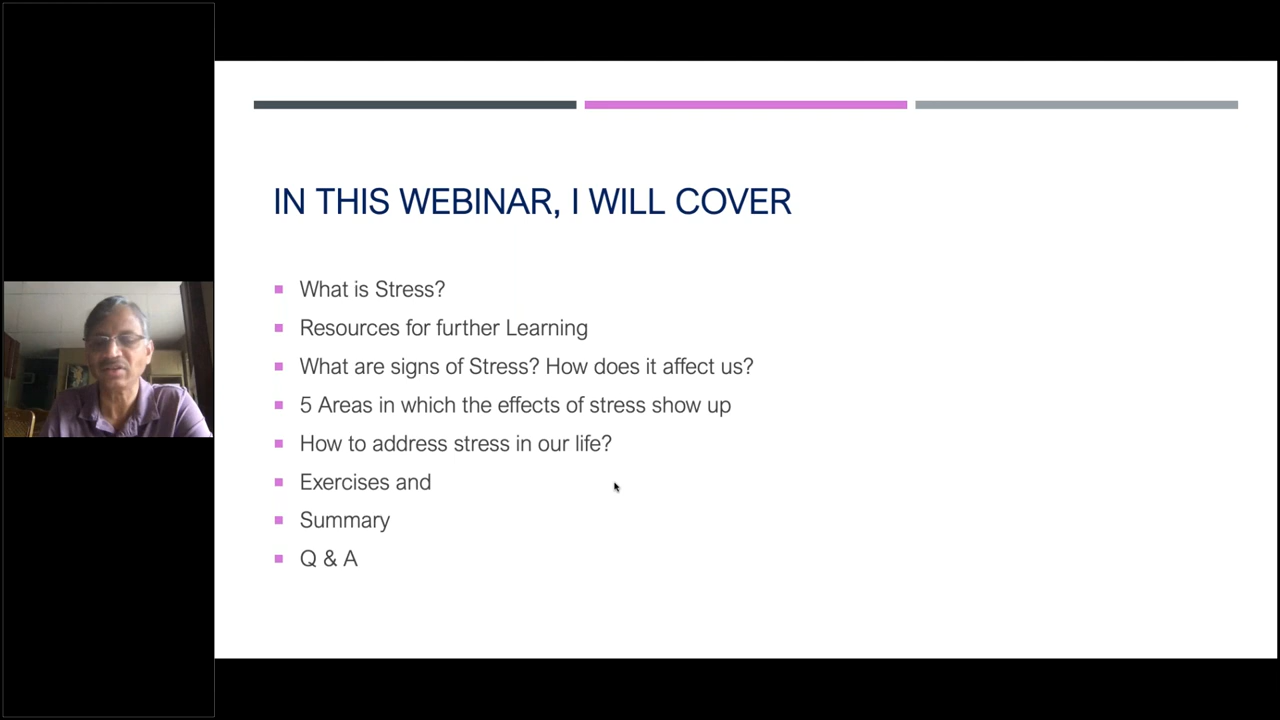 IN THIS WEBINAR, I WILL COVER
What is Stress?
Resources for further Learning
What are signs of Stress? How does it affect us?
5 Areas in which the effects of stress show up
How to address stress in our life?
Exercises and
Summary
Q & A